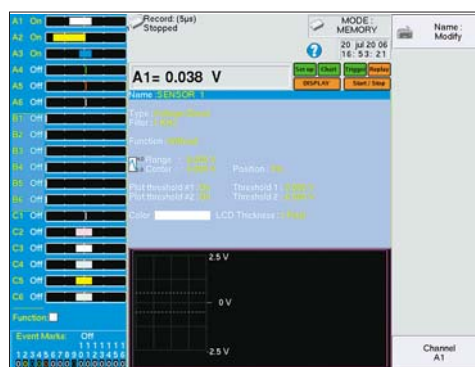 A1 On
A2 On
A3 On
A4 Off
A5 Off
A6 Off
B1 Off
B2 Off
B3 Off
B4 Off
B5 Off
B6 Off
C1 Off
C2 Off
C3 Off
C4 Off
C5 Off
C6 Off
Function:
Event Marks: Off
1111111
1234567890123456
Record: (5µs)
Stopped
MODE:
MEMORY
20 jul 20 06
16: 53: 21
A1= 0.038 V
Set up Chart Trigger Replay
DISPLAY Start / Stop
Name :SENSOR 1
Type :
Filter :
Function :
Range :
Center : Position :
Plot threshold #1: Threshold 1 :
Plot threshold #2: Threshold 2 :
Color LCD Thickness :
2.5 V
0V
-2.5 V
Name :
Modify
Channel
A1